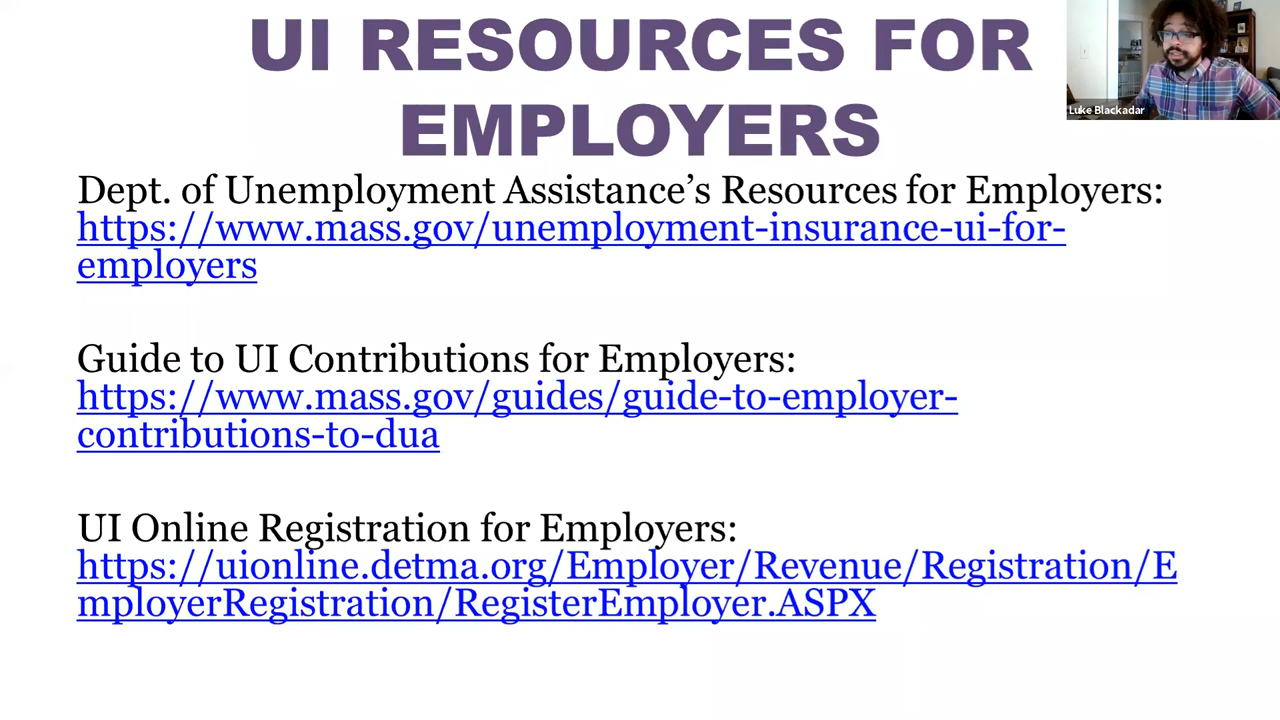 UI RESOURCES FOR
EMPLOYERS
Luke Blackadar
Dept. of Unemployment Assistance’s Resources for Employers:
https://www.mass.gov/unemployment-insurance-ui-for-
employers
Guide to UI Contributions for Employers:
https://www.mass.gov/guides/guide-to-employer-
contributions-to-dua
UI Online Registration for Employers:
https://uionline.detma.org/Employer/Revenue/Registration/E
mployerRegistration/RegisterEmployer.ASPX